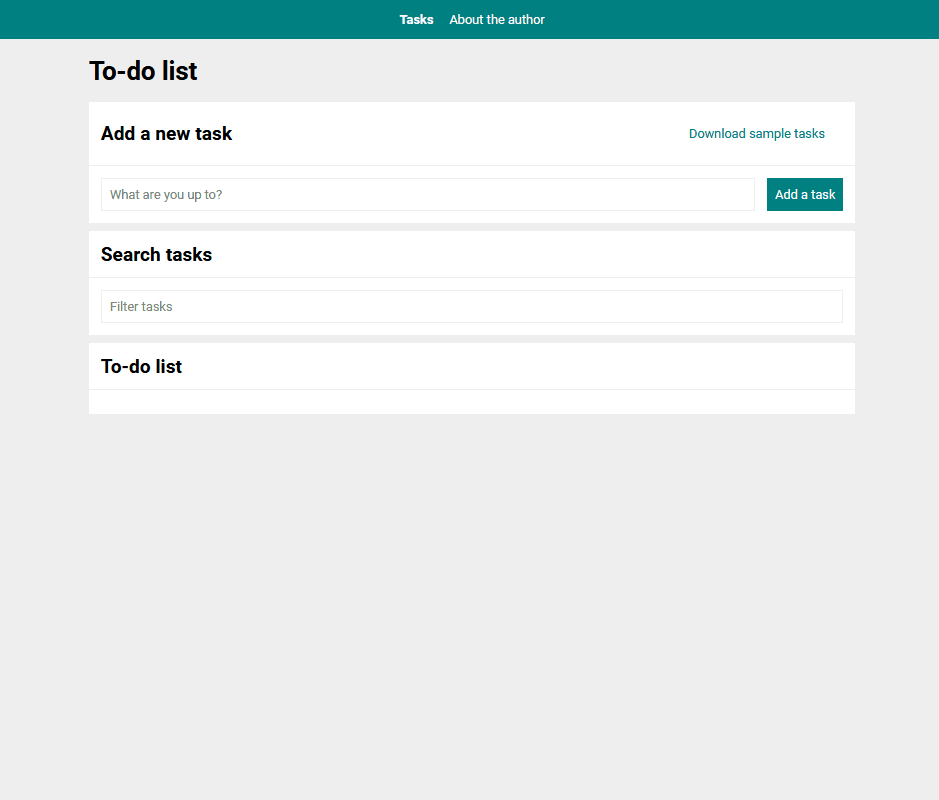 Tasks About the author
To-do list
Add a new task Download sample tasks
What are you up to? Add a task
Search tasks
Filter tasks
To-do list